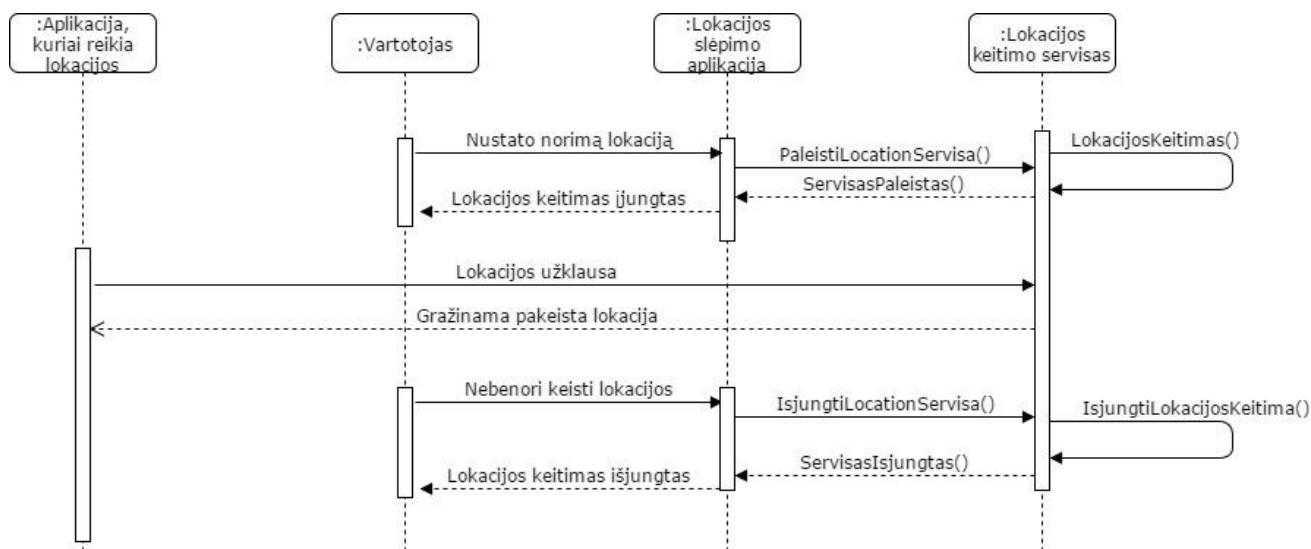 :Aplikacija,
kuriai reikia
lokacijos
:Vartotojas
:Lokacijos
slėpimo
aplikacija
:Lokacijos
keitimo servisas
Nustato norimą lokaciją
LokacijosKeitimas()
PaleistiLocationServisa()
ServisasPaleistas()
Lokacijos keitimas įjungtas
Lokacijos užklausa
Gražinama pakeista lokacija
Nebenori keisti lokacijos
IsjungtiLocationServisa()
IsjungtiLokacijosKeitima()
ServisasIsjungtas()
Lokacijos keitimas išjungtas